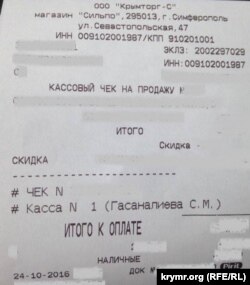 ООО "Крымторг-С"
магазин "Сильпо",295013,г.Симферополь
ул.Севастопольская,47
ИНН 009102001987/КПП 910201001
ЭКЛЗ: 2002297029
ИНН: 009102001987
КАССОВЫЙ ЧЕК НА ПРОДАЖУ N
ИТОГО
Скидка
СКИДКА
# ЧЕК N
# Касса N 1 (Гасаналиева С.М.)
ИТОГО К ОПЛАТЕ
НАЛИЧНЫЕ
24-10-2016 ДОК №
krymr.org (RFE/RL)